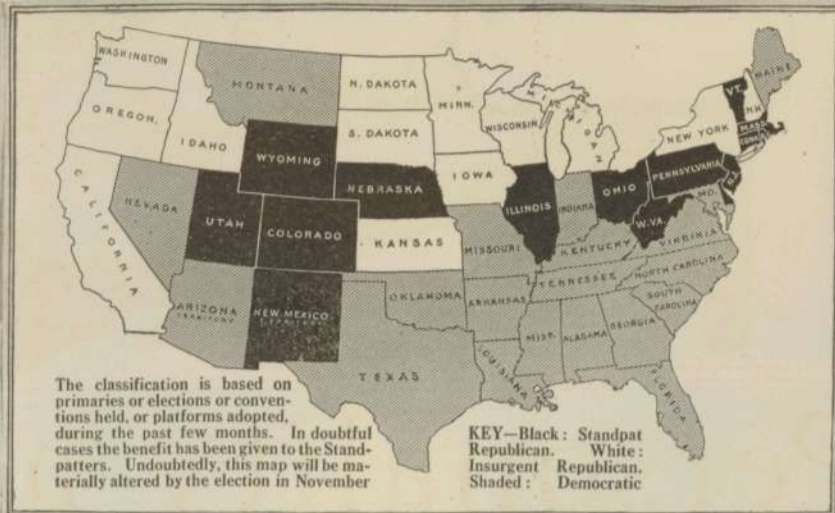 WASHINGTON
OREGON.
CALIFORNIA
IDAHO
NEVADA
MONTANA
WYOMING
UTAH
COLORADO
ARIZONA
TERRITORY
NEW MEXICO
N. DAKOTA
S. DAKOTA
NEBRASKA
KANSAS
OKLAHOMA
TEXAS
MINN.
IOWA
MISSOURI
ARKANSAS
LOUISIANA
WISCONSIN
MICHIGAN
ILLINOIS
INDIANA
OHIO
KENTUCKY
TENNESSEE
MISS.
ALABAMA
GEORGIA
FLORIDA
SOUTH
CAROLINA
NORTH CAROLINA
VIRGINIA
W.VA.
MD.
PENNSYLVANIA
N.J.
NEW YORK
VT.
N.H.
MAINE
MASS.
CONN.
The classification is based on
primaries or elections or conven-
tions held, or platforms adopted,
during the past few months. In doubtful
cases the benefit has been given to the Stand-
patters. Undoubtedly, this map will be ma-
terially altered by the election in November
KEY—Black: Standpat
Republican. White:
Insurgent Republican.
Shaded: Democratic